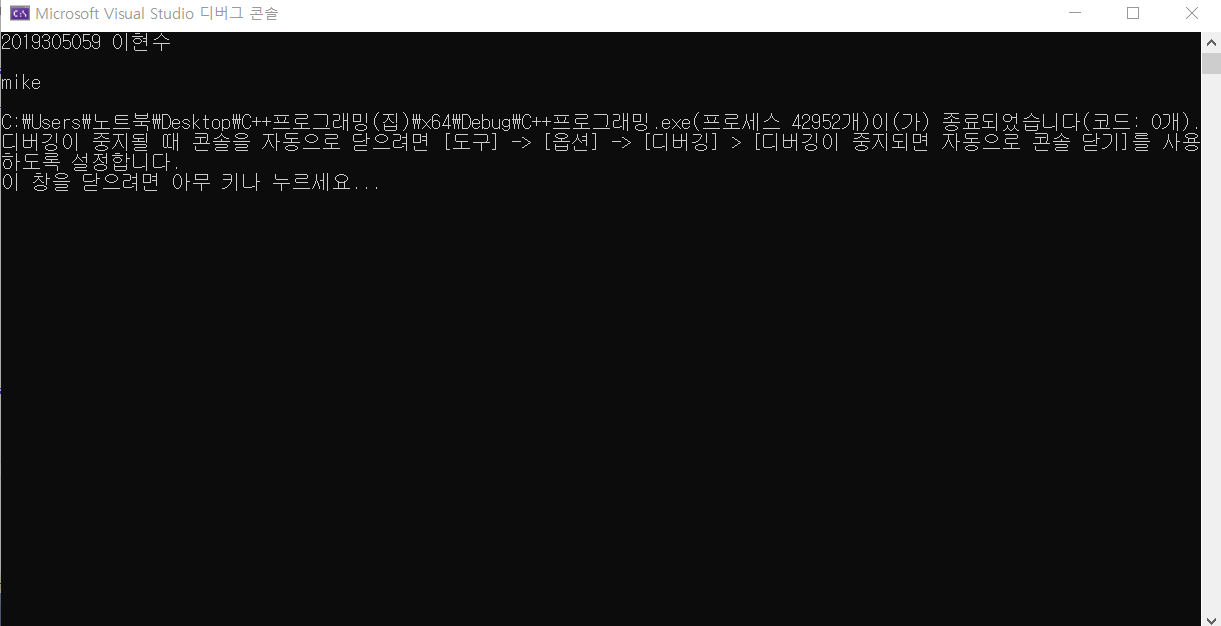 Microsoft Visual Studio 디버그 콘솔
2019305059 이현수
mike
C:₩Users₩노트북₩Desktop₩C++프로그래밍(집)₩x64₩Debug₩C++프로그래밍.exe(프로세스 42952개)이(가) 종료되었습니다(코드: 0개).
디버깅이 중지될 때 콘솔을 자동으로 닫으려면 [도구] -> [옵션] -> [디버깅] > [디버깅이 중지되면 자동으로 콘솔 닫기]를 사용
하도록 설정합니다.
이 창을 닫으려면 아무 키나 누르세요...